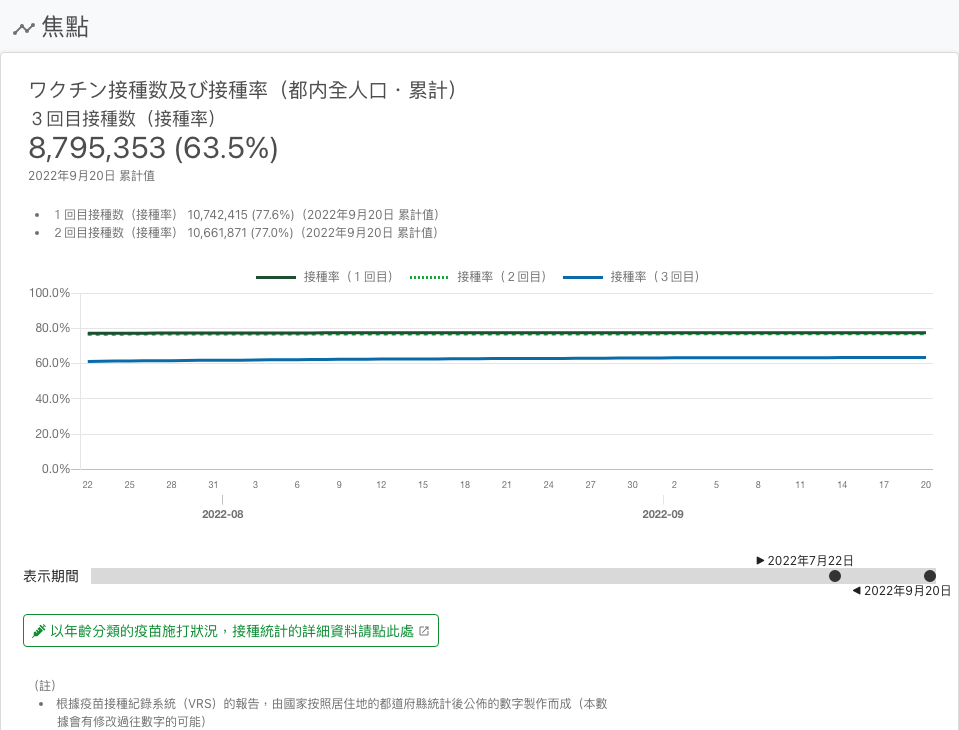 焦點
ワクチン接種数及び接種率（都内全人口・累計）
３回目接種数（接種率）
8,795,353 (63.5%)
2022年9月20日 累計值
• １回目接種数（接種率） 10,742,415 (77.6%)（2022年9月20日 累計值）
• ２回目接種数（接種率） 10,661,871 (77.0%)（2022年9月20日 累計值）
接種率（１回目） 接種率（２回目） 接種率（３回目）
100.0%
80.0%
60.0%
40.0%
20.0%
0.0%
22 25 28 31 3 6 9 12 15 18 21 24 27 30 2 5 8 11 14 17 20
2022-08 2022-09
▶ 2022年7月22日
表示期間
◀ 2022年9月20日
以年齡分類的疫苗施打狀況，接種統計的詳細資料請點此處
（註）
• 根據疫苗接種紀錄系統（VRS）的報告，由國家按照居住地的都道府縣統計後公佈的數字製作而成（本數
據會有修改過往數字的可能）